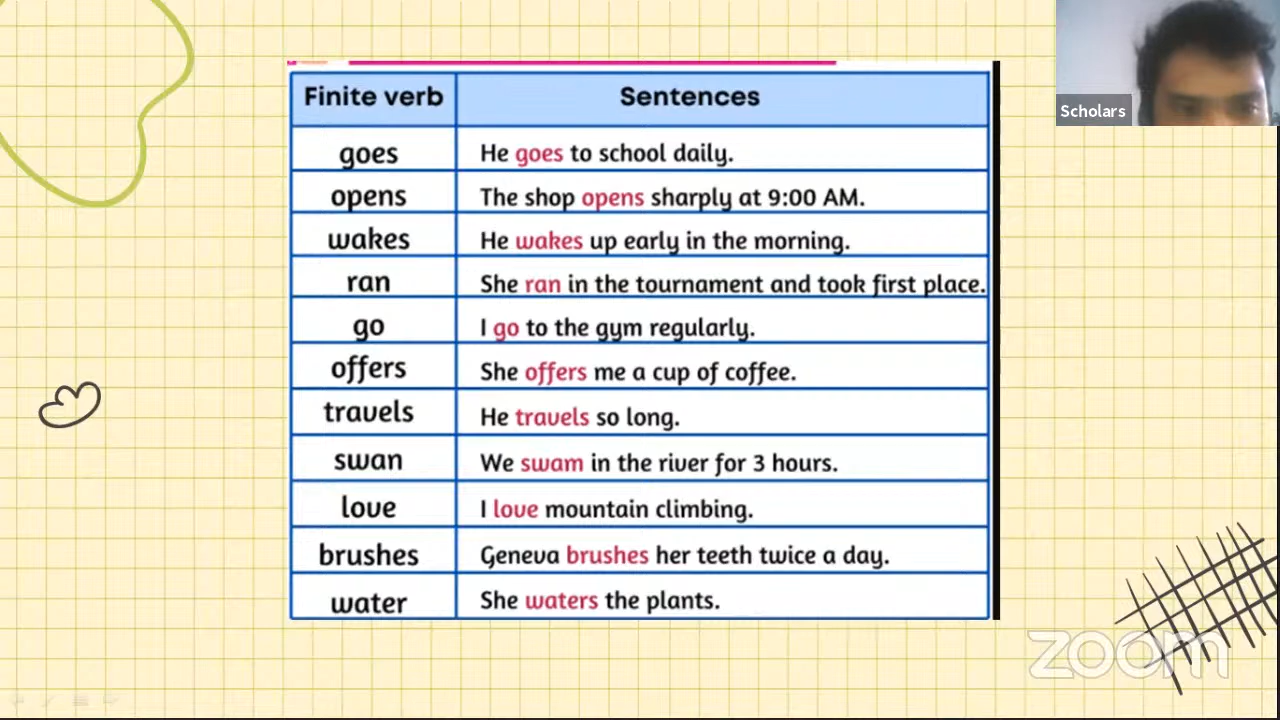 Scholars
Finite verb Sentences
goes He goes to school daily.
opens The shop opens sharply at 9:00 AM.
wakes He wakes up early in the morning.
ran She ran in the tournament and took first place.
go I go to the gym regularly.
offers She offers me a cup of coffee.
travels He travels so long.
swan We swam in the river for 3 hours.
love I love mountain climbing.
brushes Geneva brushes her teeth twice a day.
water She waters the plants.
zoom